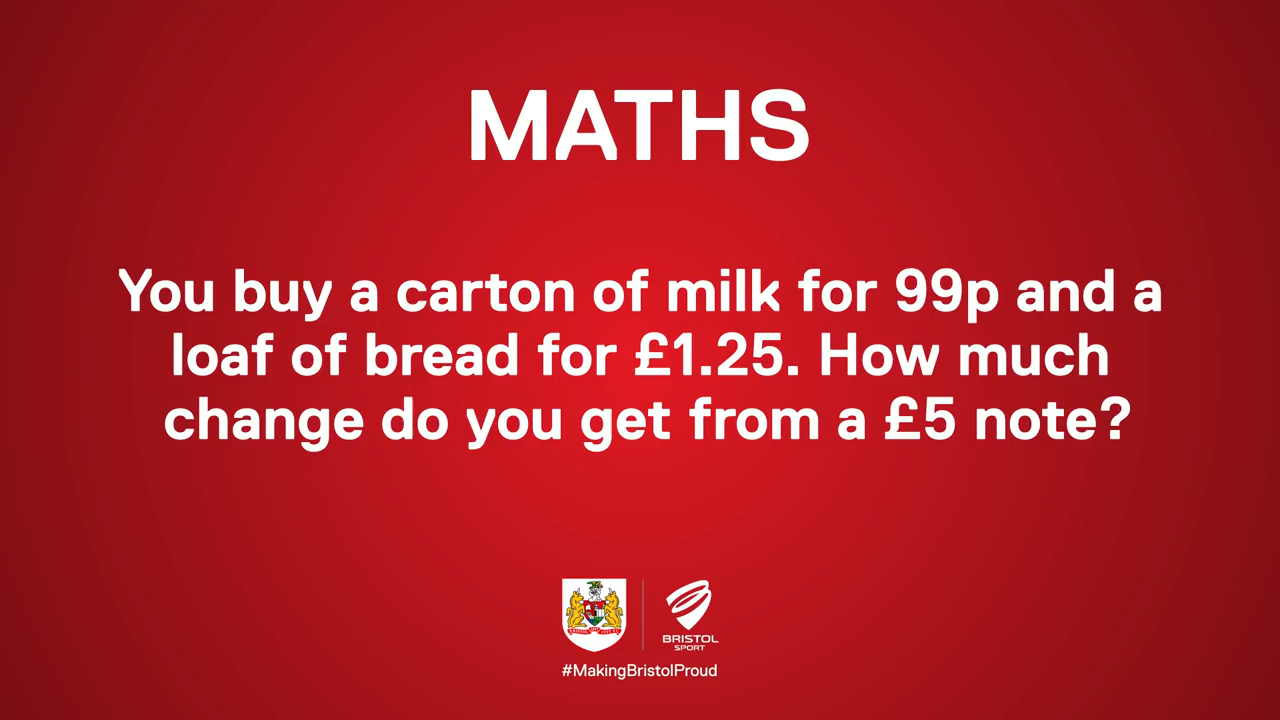 MATHS
You buy a carton of milk for 99p and a
loaf of bread for £1.25. How much
change do you get from a £5 note?
BRISTOL
SPORT
#MakingBristolProud